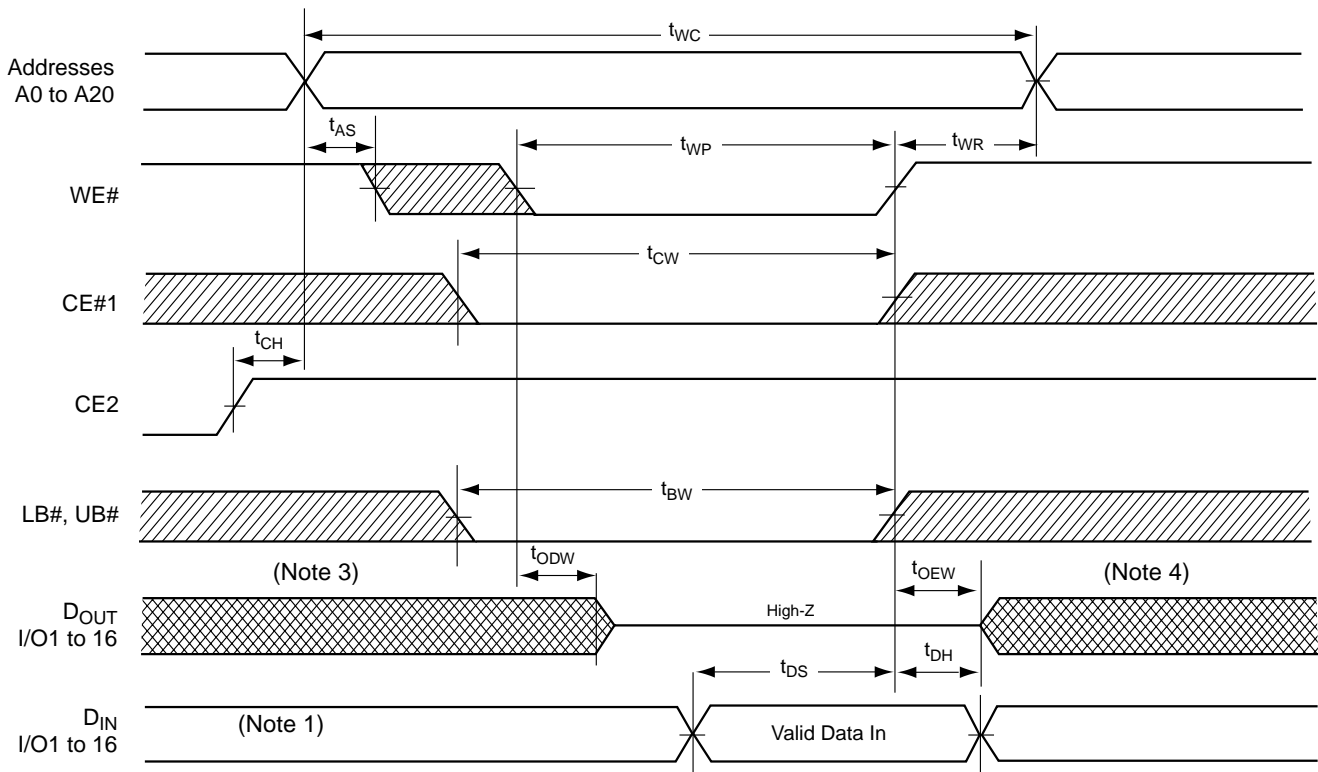 tWC
Addresses
A0 to A20
tAS
tWP
tWR
WE#
tCW
CE#1
tCH
CE2
tBW
LB#, UB#
tODW
tOEW
(Note 3)
(Note 4)
DOUT
I/O1 to 16
High-Z
tDS
tDH
DIN
I/O1 to 16
(Note 1)
Valid Data In